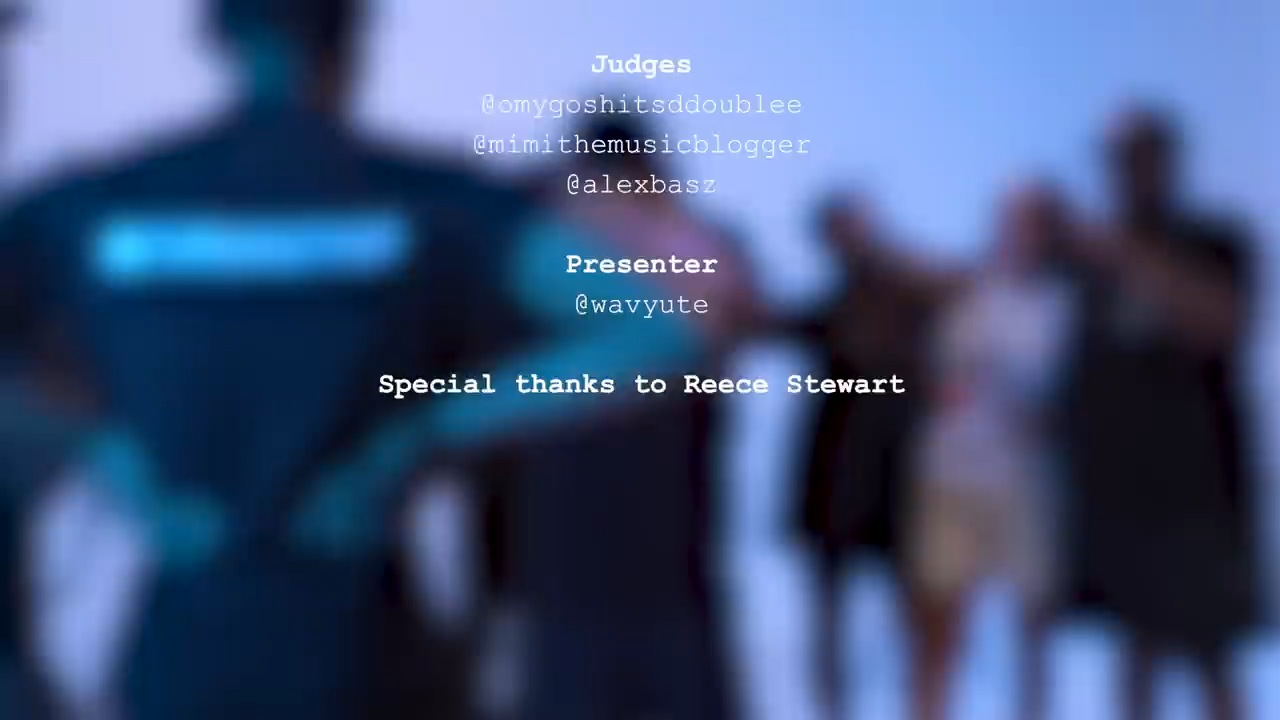 Judges
@omygoshitsddoublee
@mimithemusicblogger
@alexbasz
Presenter
@wavyute
Special thanks to Reece Stewart